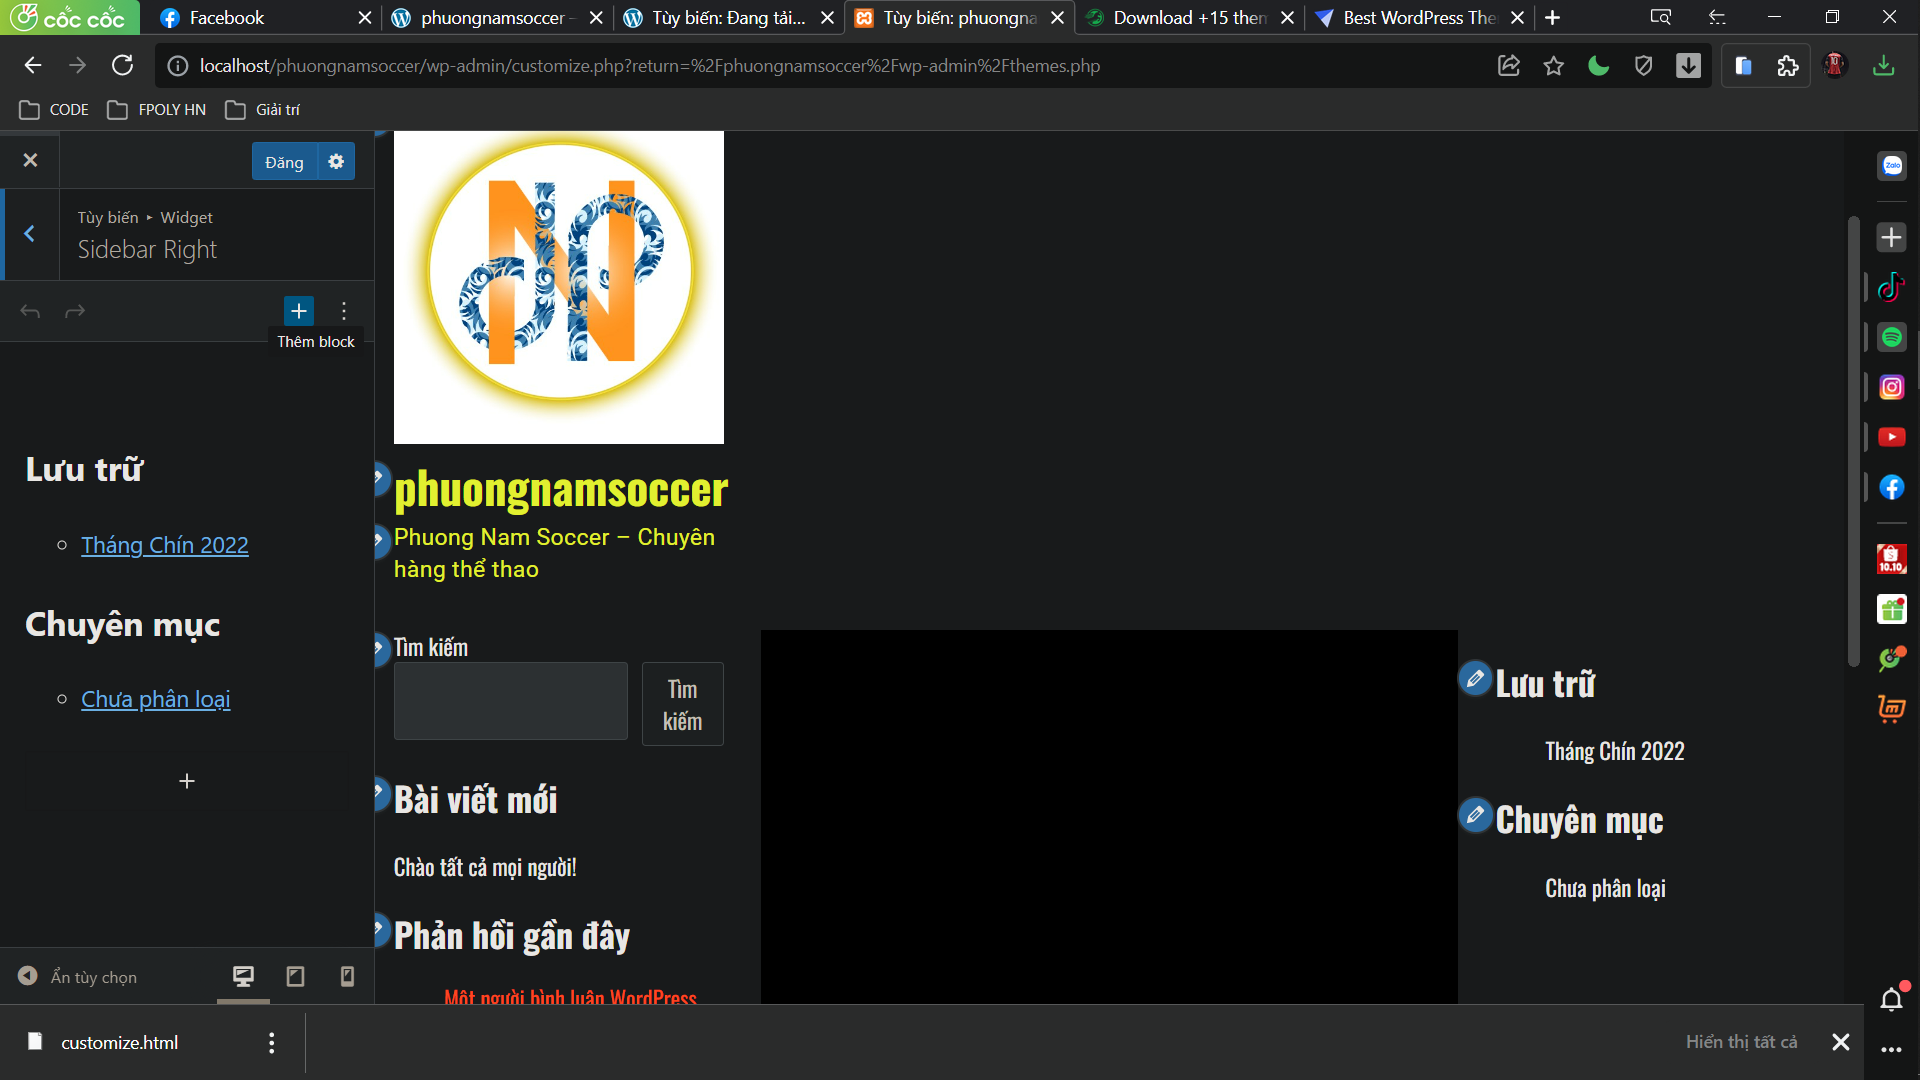 cốc cốc
Facebook
phuongnamsoccer -
Tùy biến: Đang tải...
Tùy biến: phuongna
Download +15 them
Best WordPress The
localhost/phuongnamsoccer/wp-admin/customize.php?return=%2Fphuongnamsoccer%2Fwp-admin%2Fthemes.php
CODE
FPOLY HN
Giải trí
Đăng
Tùy biến ▸ Widget
Sidebar Right
Thêm block
Lưu trữ
Tháng Chín 2022
Chuyên mục
Chưa phân loại
Ẩn tùy chọn
phuongnamsoccer
Phuong Nam Soccer – Chuyên
hàng thể thao
Tìm kiếm
Tìm
kiếm
Bài viết mới
Chào tất cả mọi người!
Phản hồi gần đây
Một người bình luận WordPress
Lưu trữ
Tháng Chín 2022
Chuyên mục
Chưa phân loại
Zalo
10.10
customize.html
Hiển thị tất cả